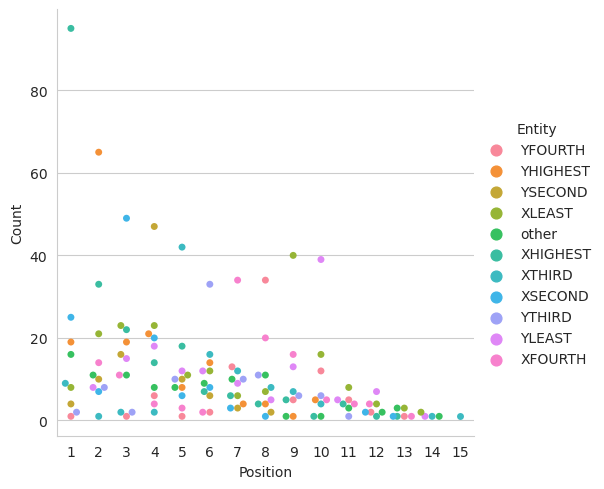 80
60
40
20
0
Count
1 2 3 4 5 6 7 8 9 10 11 12 13 14 15
Position
Entity
YFOURTH
YHIGHEST
YSECOND
XLEAST
other
XHIGHEST
XTHIRD
XSECOND
YTHIRD
YLEAST
XFOURTH